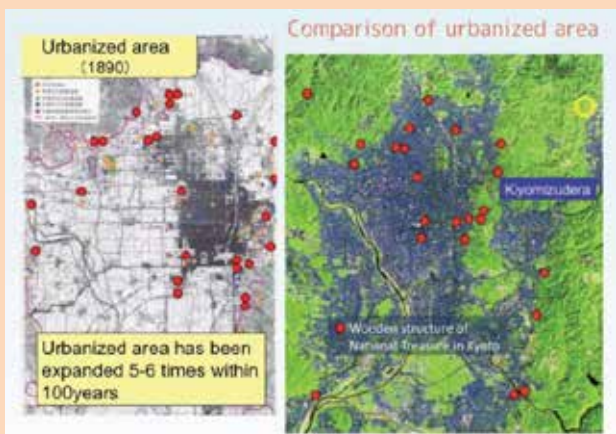 Comparison of urbanized area
Urbanized area
(1890)
Kiyomizudera
Wooden structure of
National Treasure in Kyoto
Urbanized area has been
expanded 5-6 times within
100years